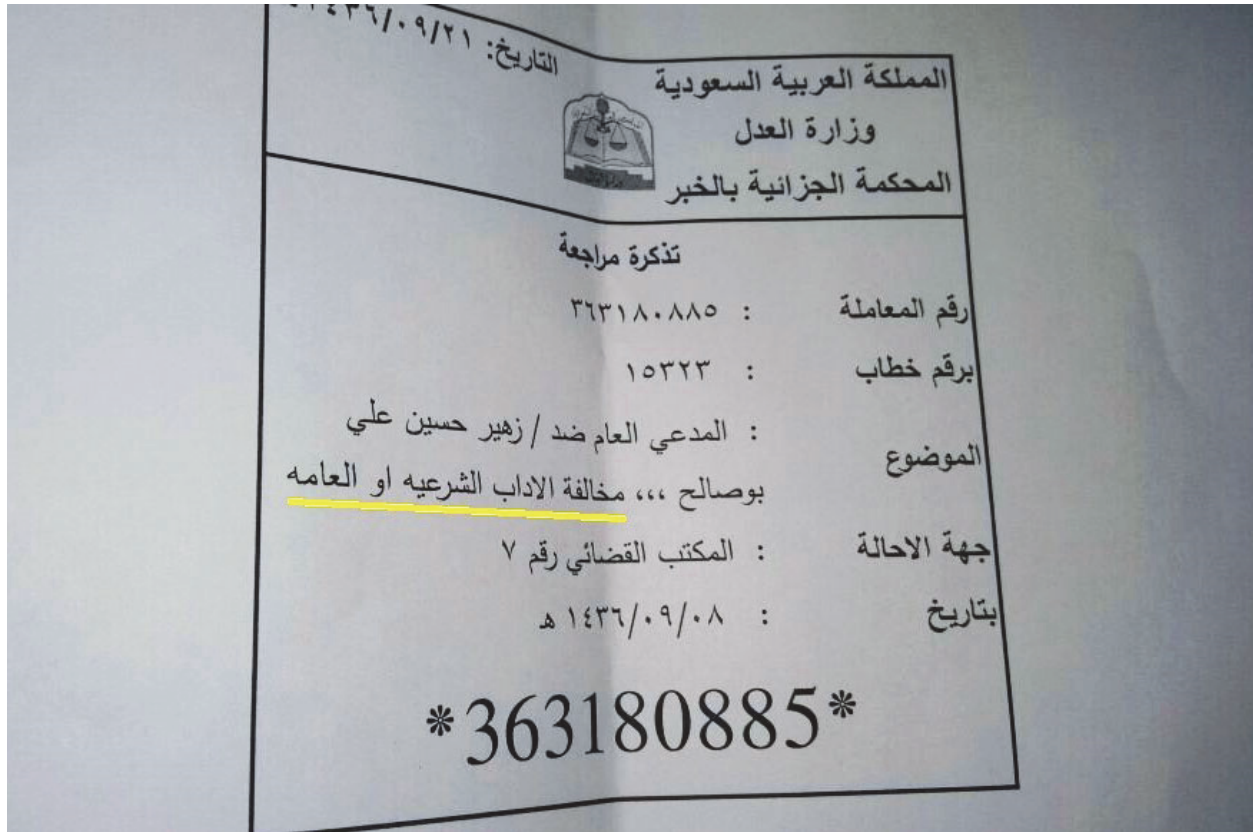 المملكة العربية السعودية
وزارة العدل
المحكمة الجزائية بالخبر
التاريخ: ١٤٣٦/٠٩/٢١
تذكرة مراجعة
رقم المعاملة : ٣٦٣١٨٠٨٨٥
برقم خطاب : ١٥٣٢٣
الموضوع : المدعي العام ضد / زهير حسين علي
بوصالح ،،، مخالفة الاداب الشرعيه او العامه
جهة الاحالة : المكتب القضائي رقم ٧
بتاريخ : ١٤٣٦/٠٩/٠٨ هـ
*363180885*